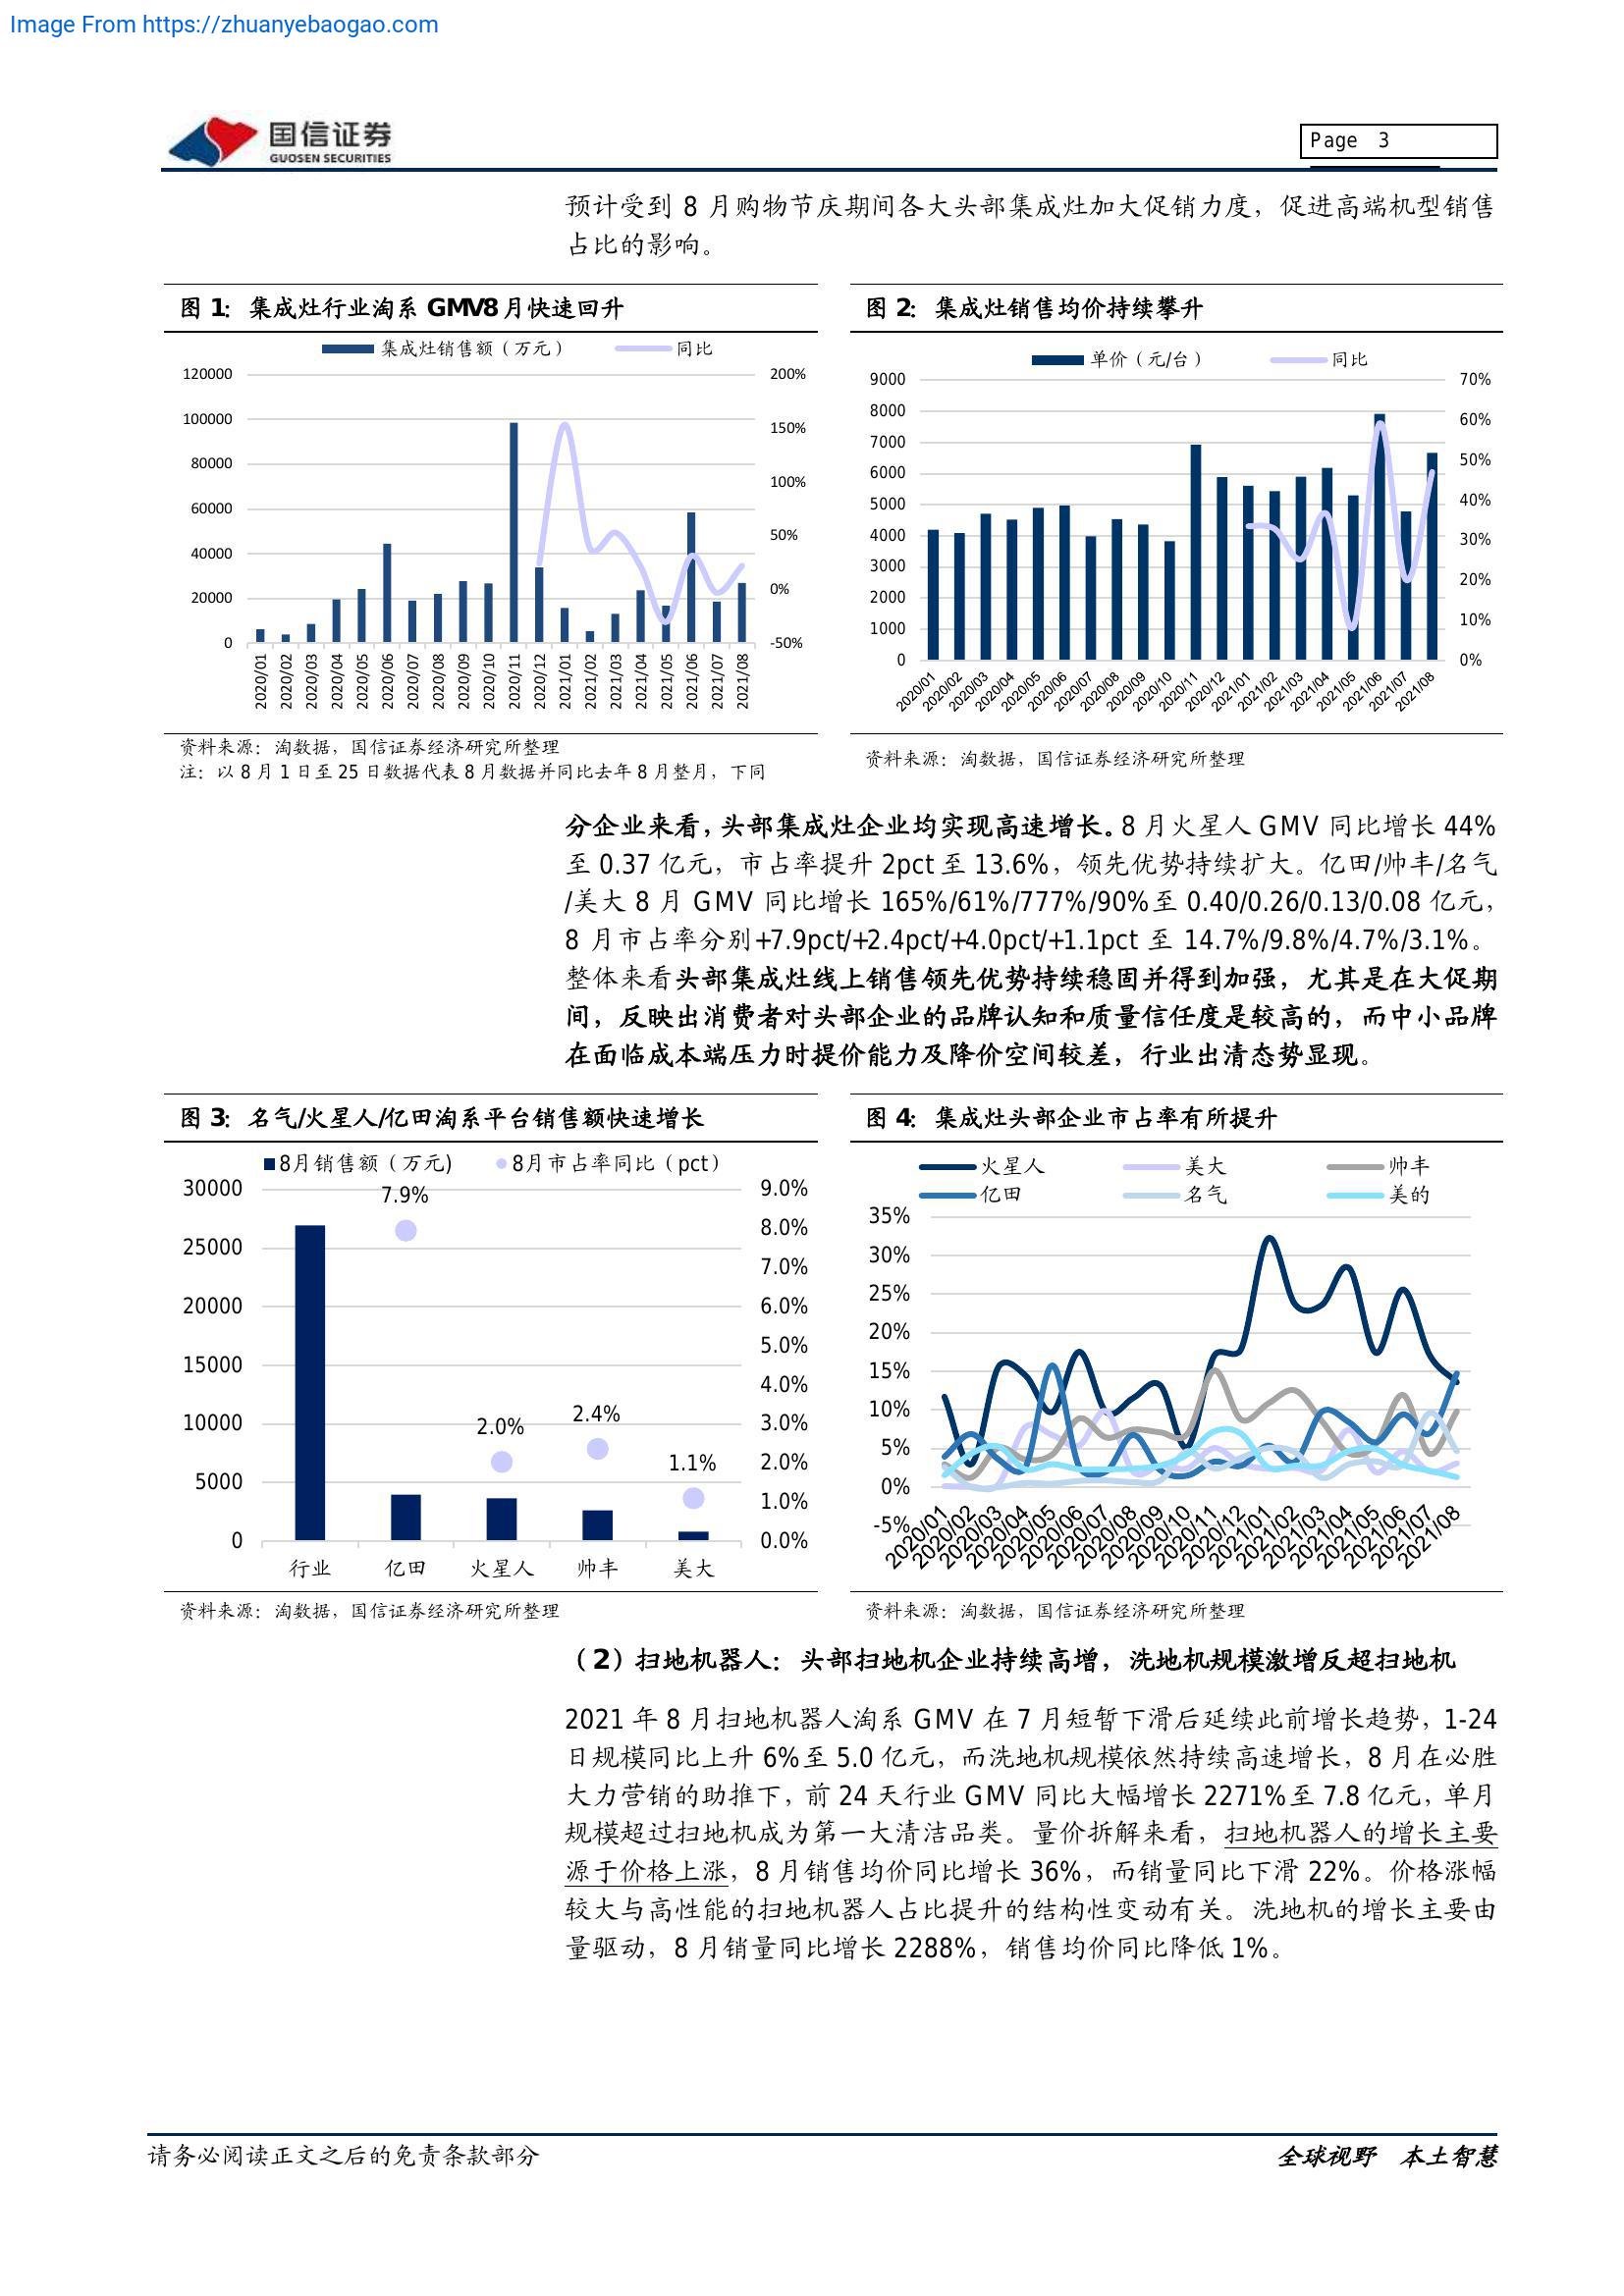 Image From https://zhuanyebaogao.com
国信证券
GUOSEN SECURITIES
Page 3
预计受到 8 月购物节庆期间各大头部集成灶加大促销力度，促进高端机型销售
占比的影响。
图 1：集成灶行业淘系 GMV8 月快速回升
集成灶销售额（万元）
同比
120000
100000
80000
60000
40000
20000
0
200%
150%
100%
50%
0%
-50%
2020/01
2020/02
2020/03
2020/04
2020/05
2020/06
2020/07
2020/08
2020/09
2020/10
2020/11
2020/12
2021/01
2021/02
2021/03
2021/04
2021/05
2021/06
2021/07
2021/08
资料来源：淘数据，国信证券经济研究所整理
注：以 8 月 1 日至 25 日数据代表 8 月数据并同比去年 8 月整月，下同
图 2：集成灶销售均价持续攀升
单价（元/台）
同比
9000
8000
7000
6000
5000
4000
3000
2000
1000
0
70%
60%
50%
40%
30%
20%
10%
0%
2020/01
2020/02
2020/03
2020/04
2020/05
2020/06
2020/07
2020/08
2020/09
2020/10
2020/11
2020/12
2021/01
2021/02
2021/03
2021/04
2021/05
2021/06
2021/07
2021/08
资料来源：淘数据，国信证券经济研究所整理
分企业来看，头部集成灶企业均实现高速增长。8 月火星人 GMV 同比增长 44%
至 0.37 亿元，市占率提升 2pct 至 13.6%，领先优势持续扩大。亿田/帅丰/名气
/美大 8 月 GMV 同比增长 165%/61%/777%/90%至 0.40/0.26/0.13/0.08 亿元，
8 月市占率分别+7.9pct/+2.4pct/+4.0pct/+1.1pct 至 14.7%/9.8%/4.7%/3.1%。
整体来看头部集成灶线上销售领先优势持续稳固并得到加强，尤其是在大促期
间，反映出消费者对头部企业的品牌认知和质量信任度是较高的，而中小品牌
在面临成本端压力时提价能力及降价空间较差，行业出清态势显现。
图 3：名气/火星人/亿田淘系平台销售额快速增长
8月销售额（万元）
8月市占率同比（pct）
30000
25000
20000
15000
10000
5000
0
9.0%
8.0%
7.0%
6.0%
5.0%
4.0%
3.0%
2.0%
1.0%
0.0%
7.9%
2.0%
2.4%
1.1%
行业
亿田
火星人
帅丰
美大
资料来源：淘数据，国信证券经济研究所整理
图 4：集成灶头部企业市占率有所提升
火星人
美大
帅丰
亿田
名气
美的
35%
30%
25%
20%
15%
10%
5%
0%
-5%
2020/01
2020/02
2020/03
2020/04
2020/05
2020/06
2020/07
2020/08
2020/09
2020/10
2020/11
2020/12
2021/01
2021/02
2021/03
2021/04
2021/05
2021/06
2021/07
2021/08
资料来源：淘数据，国信证券经济研究所整理
（2）扫地机器人：头部扫地机企业持续高增，洗地机规模激增反超扫地机
2021 年 8 月扫地机器人淘系 GMV 在 7 月短暂下滑后延续此前增长趋势，1-24
日规模同比上升 6%至 5.0 亿元，而洗地机规模依然持续高速增长，8 月在必胜
大力营销的助推下，前 24 天行业 GMV 同比大幅增长 2271%至 7.8 亿元，单月
规模超过扫地机成为第一大清洁品类。量价拆解来看，扫地机器人的增长主要
源于价格上涨，8 月销售均价同比增长 36%，而销量同比下滑 22%。价格涨幅
较大与高性能的扫地机器人占比提升的结构性变动有关。洗地机的增长主要由
量驱动，8 月销量同比增长 2288%，销售均价同比降低 1%。
请务必阅读正文之后的免责条款部分
全球视野 本土智慧